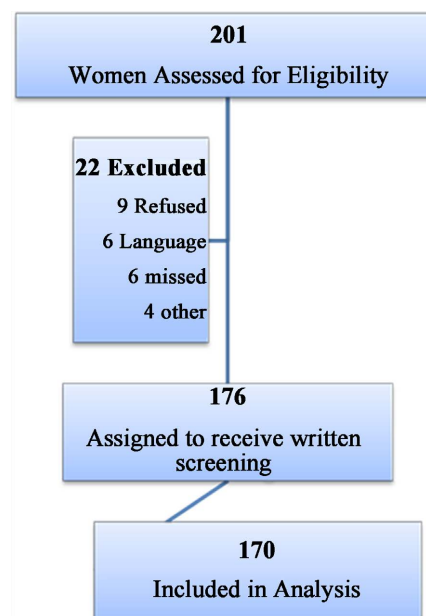 201
Women Assessed for Eligibility
22 Excluded
9 Refused
6 Language
6 missed
4 other
176
Assigned to receive written
screening
170
Included in Analysis